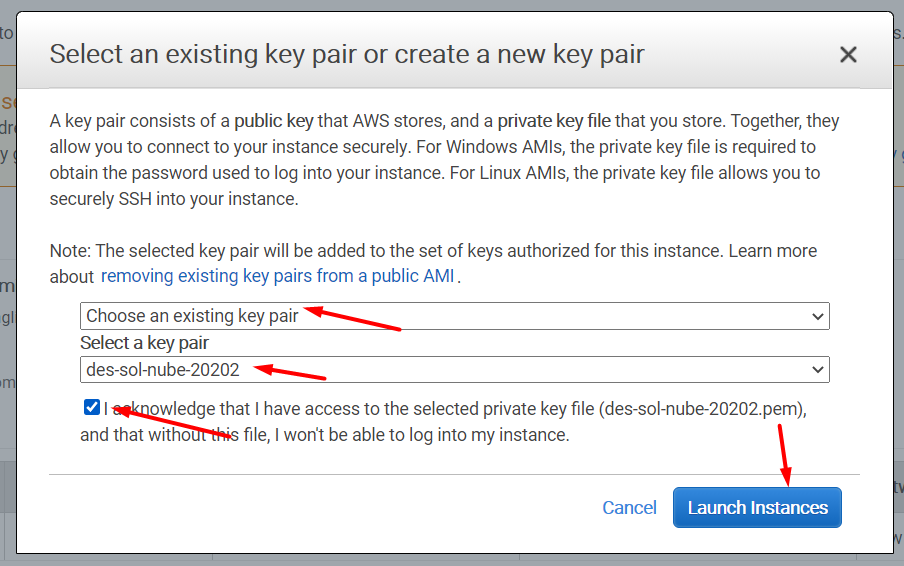 Select an existing key pair or create a new key pair
A key pair consists of a public key that AWS stores, and a private key file that you store. Together, they
allow you to connect to your instance securely. For Windows AMIs, the private key file is required to
obtain the password used to log into your instance. For Linux AMIs, the private key file allows you to
securely SSH into your instance.
Note: The selected key pair will be added to the set of keys authorized for this instance. Learn more
about removing existing key pairs from a public AMI .
Choose an existing key pair
Select a key pair
des-sol-nube-20202
I acknowledge that I have access to the selected private key file (des-sol-nube-20202.pem),
and that without this file, I won't be able to log into my instance.
Cancel Launch Instances